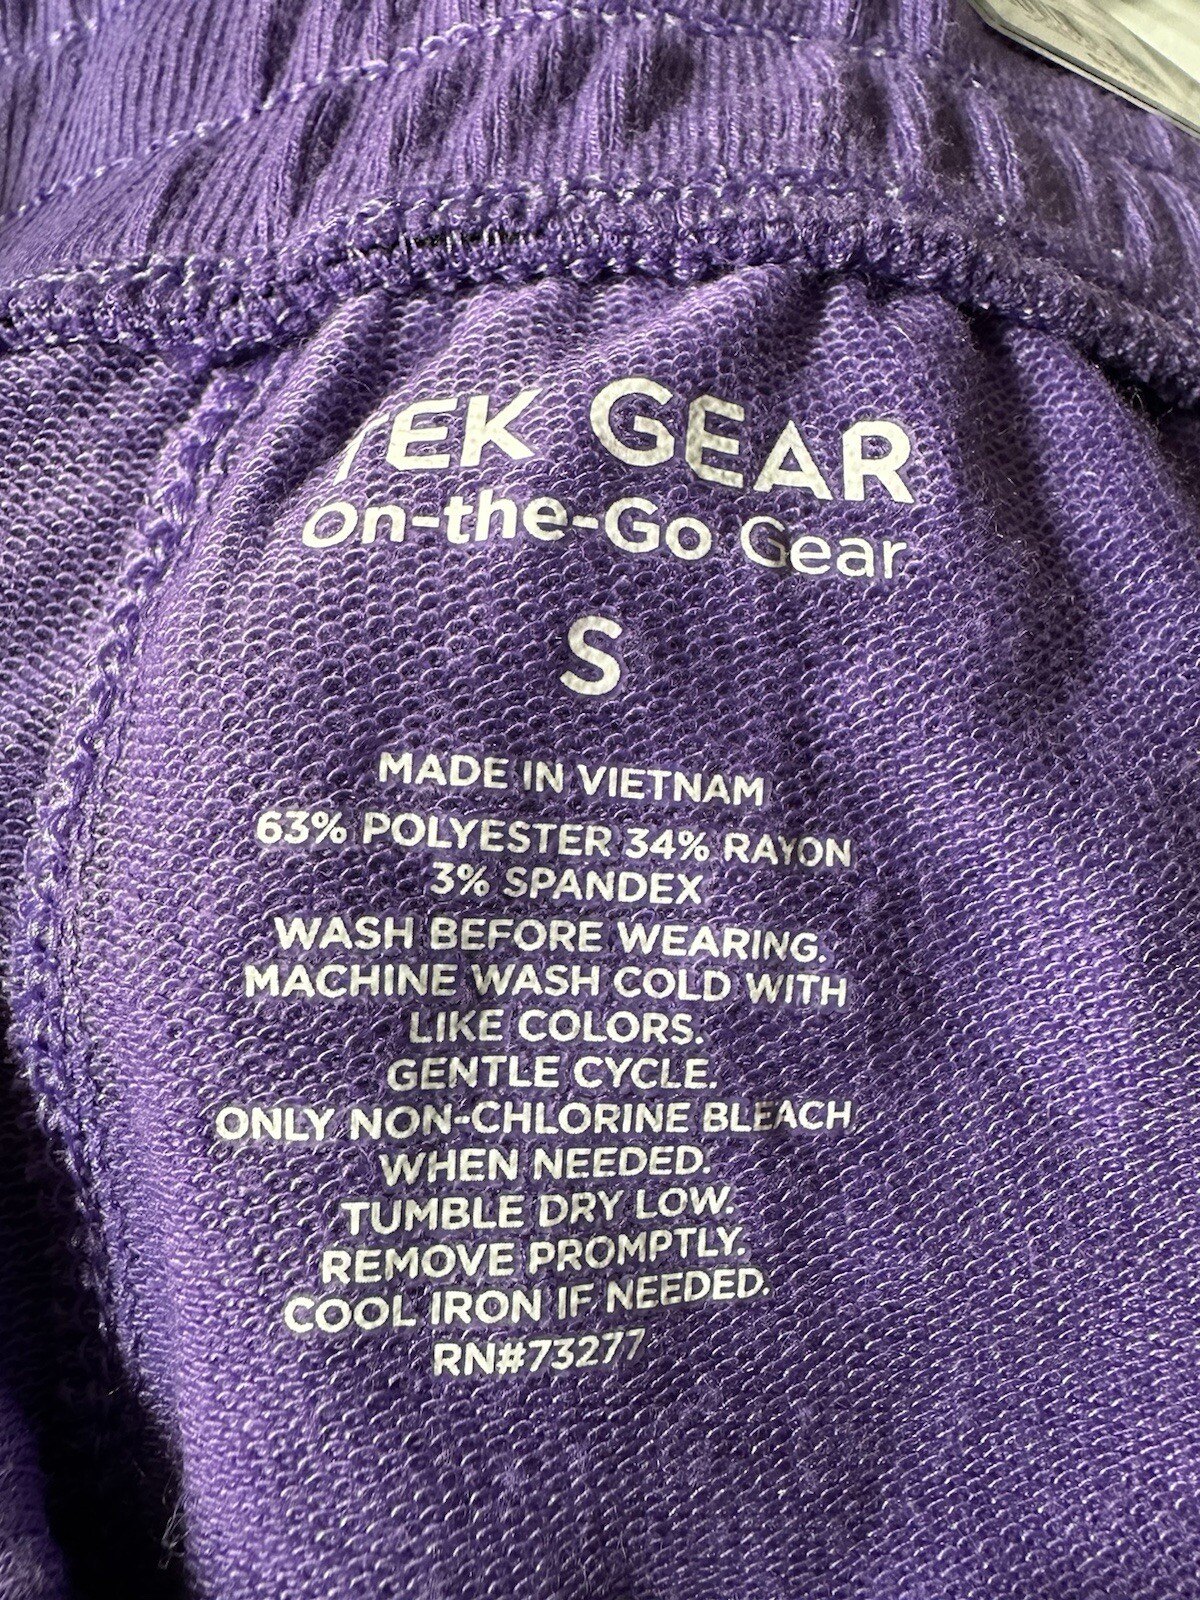 TEK GEAR
On-the-Go Gear
S
MADE IN VIETNAM
63% POLYESTER 34% RAYON
3% SPANDEX
WASH BEFORE WEARING.
MACHINE WASH COLD WITH
LIKE COLORS.
GENTLE CYCLE.
ONLY NON-CHLORINE BLEACH
WHEN NEEDED.
TUMBLE DRY LOW.
REMOVE PROMPTLY.
COOL IRON IF NEEDED.
RN#73277